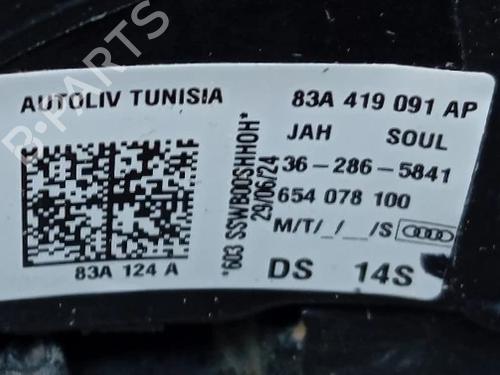 AUTOLIV TUNISIA
83A 124 A
*603 SSWB00SHHOH*
29/06/24
83A 419 091 AP
JAH SOUL
36-286-5841
654 078 100
M/T/_/__/S
DS 14S
B-PARTS